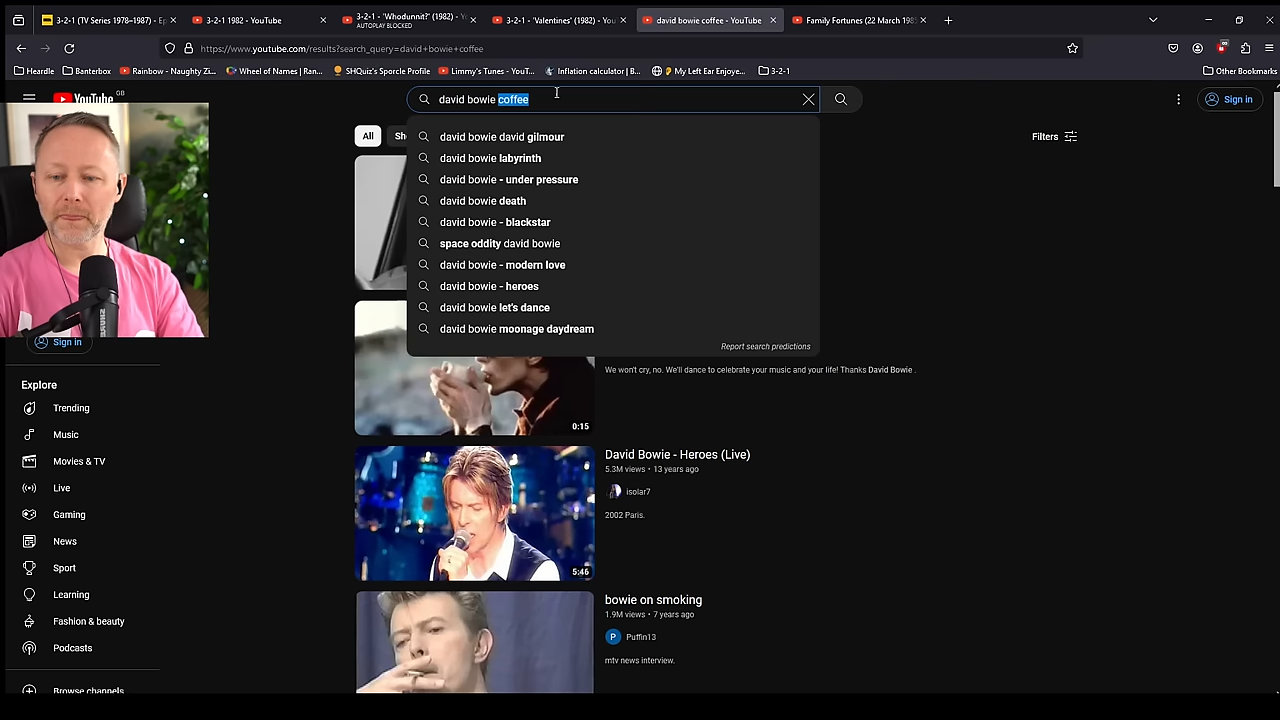 3-2-1 (TV Series 1978–1987) - Ep
3-2-1 1982 - YouTube
3-2-1 - 'Whodunnit?' (1982) -
AUTOPLAY BLOCKED
3-2-1 - 'Valentines' (1982) - You
david bowie coffee - YouTube
Family Fortunes (22 March 198
https://www.youtube.com/results?search_query=david+bowie+coffee
Heardle
Banterbox
Rainbow - Naughty Zi...
Wheel of Names | Ran...
SHQuiz's Sporcle Profile
Limmy's Tunes - YouT...
Inflation calculator | B...
My Left Ear Enjoye...
3-2-1
Other Bookmarks
YouTube GB
david bowie coffee
Sign in
All
Sh
Filters
david bowie david gilmour
david bowie labyrinth
david bowie - under pressure
david bowie death
david bowie - blackstar
space oddity david bowie
david bowie - modern love
david bowie - heroes
david bowie let's dance
david bowie moonage daydream
Report search predictions
Sign in
We won't cry, no. We'll dance to celebrate your music and your life! Thanks David Bowie .
Explore
Trending
Music
Movies & TV
Live
Gaming
News
Sport
Learning
Fashion & beauty
Podcasts
Browse channels
0:15
David Bowie - Heroes (Live)
5.3M views • 13 years ago
isolar7
2002 Paris.
5:46
bowie on smoking
1.9M views • 7 years ago
P
Puffin13
mtv news interview.